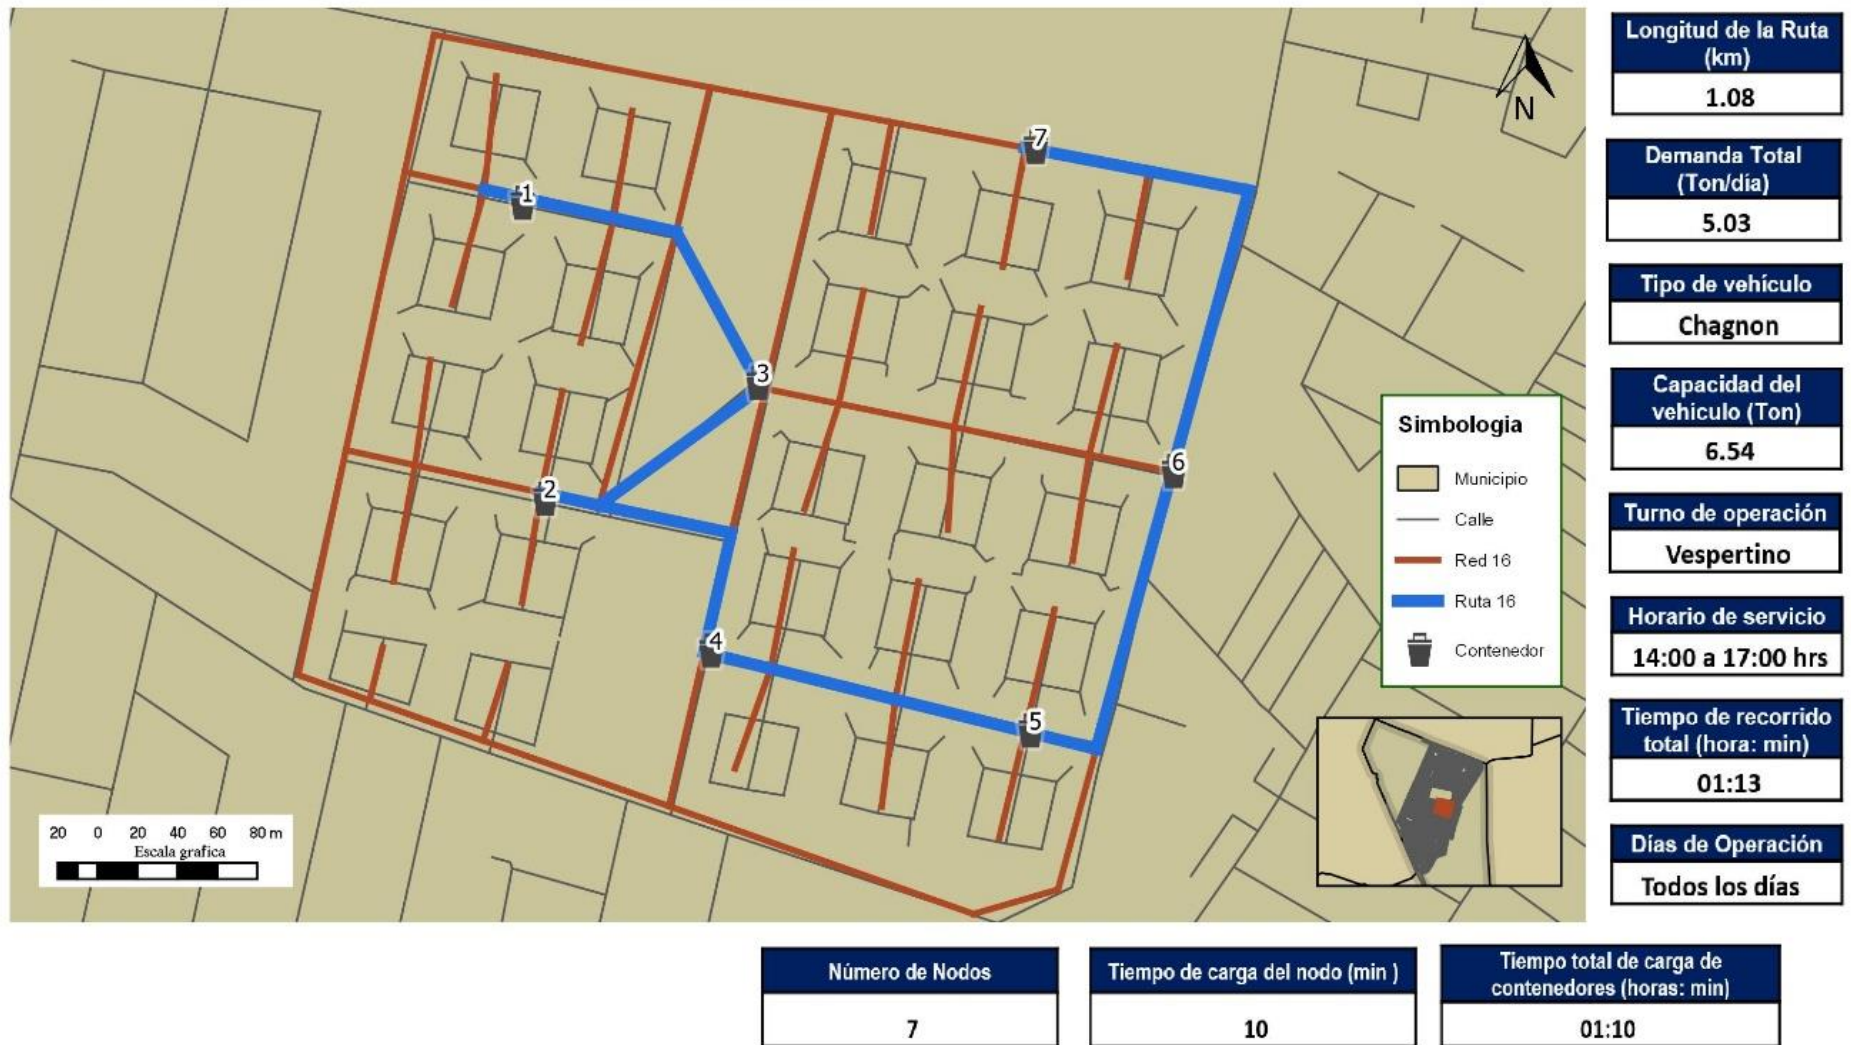 1
2
3
4
5
6
7
N
Simbologia
Municipio
Calle
Red 16
Ruta 16
Contenedor
20 0 20 40 60 80 m
Escala grafica
Longitud de la Ruta
(km)
1.08
Demanda Total
(Ton/día)
5.03
Tipo de vehículo
Chagnon
Capacidad del
vehículo (Ton)
6.54
Turno de operación
Vespertino
Horario de servicio
14:00 a 17:00 hrs
Tiempo de recorrido
total (hora: min)
01:13
Días de Operación
Todos los días
Número de Nodos
7
Tiempo de carga del nodo (min )
10
Tiempo total de carga de
contenedores (horas: min)
01:10